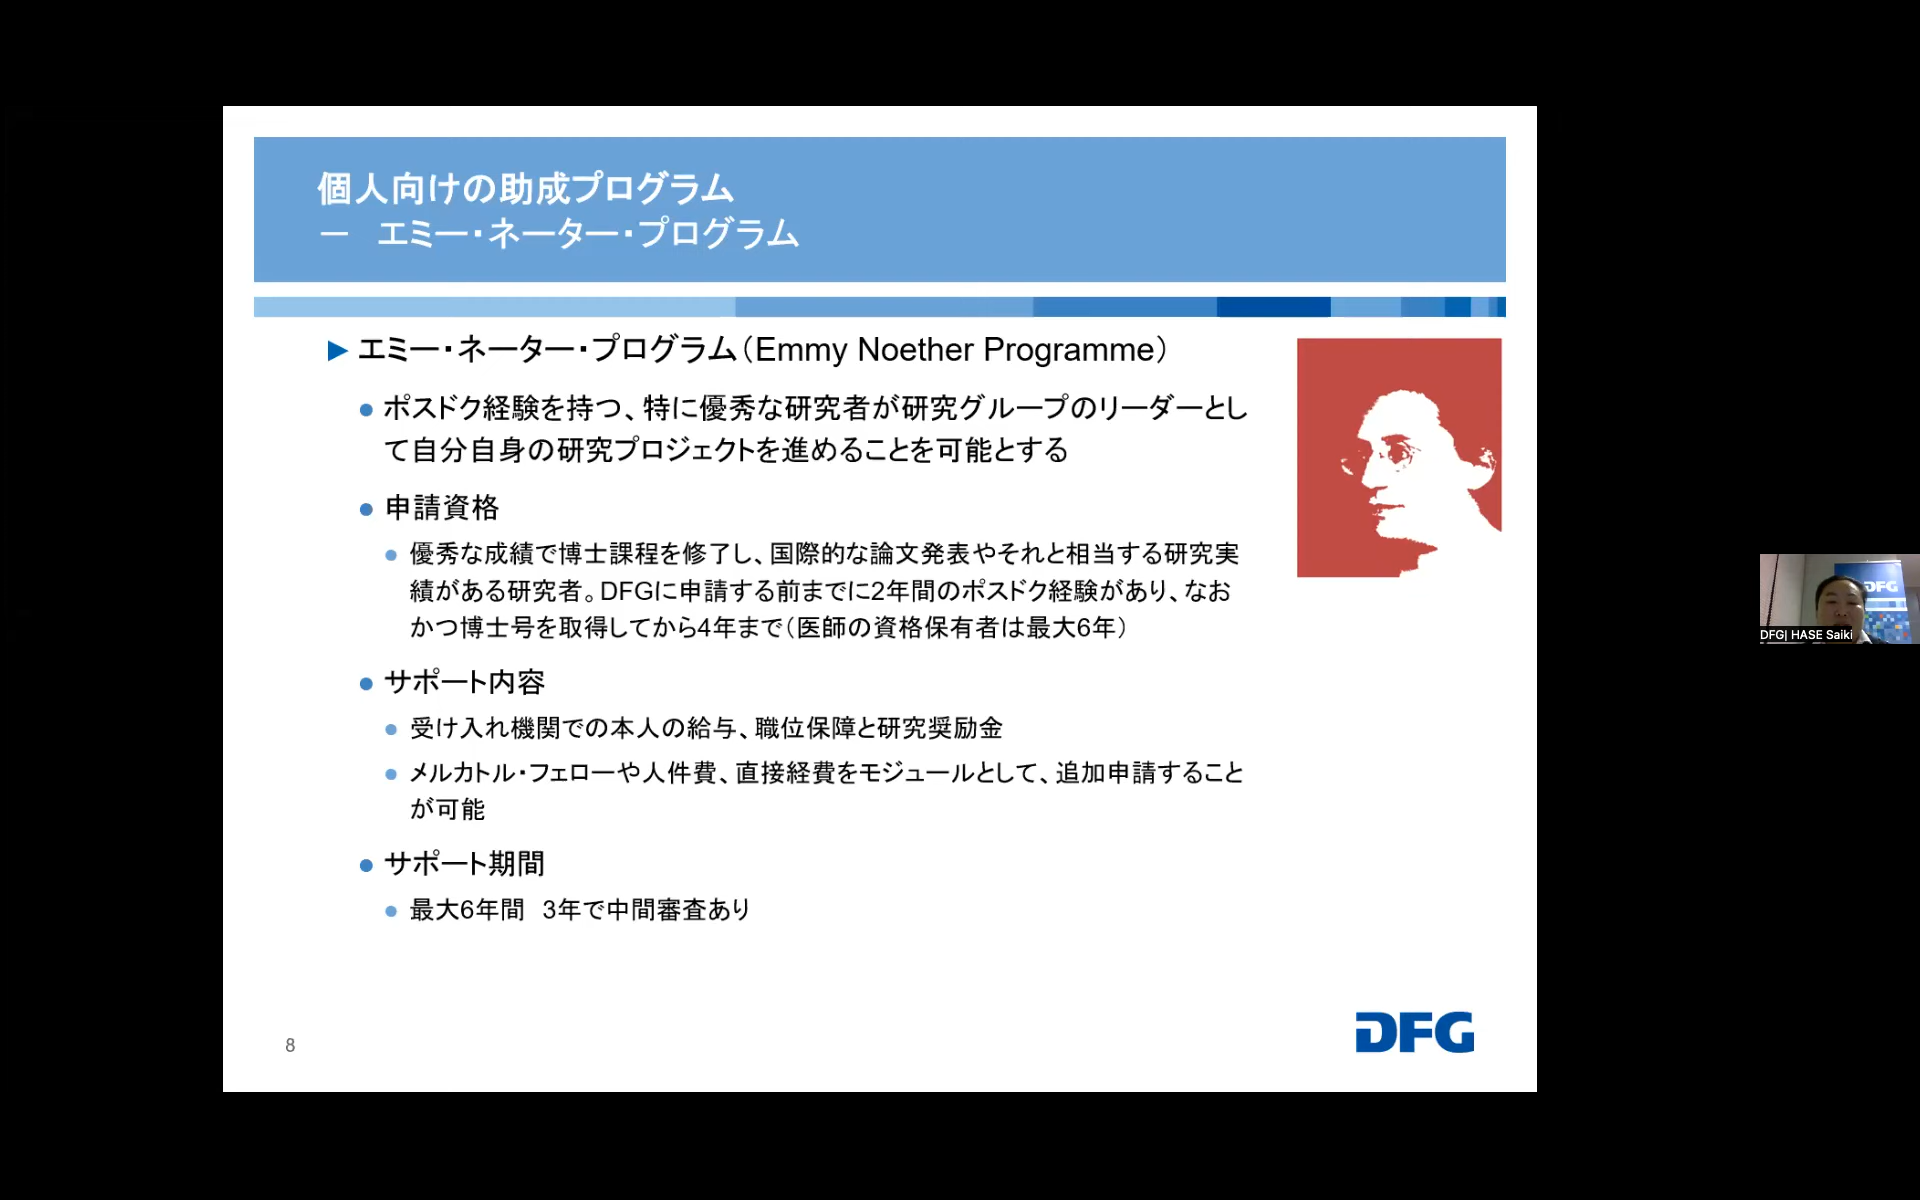 個人向けの助成プログラム
－ エミー・ネーター・プログラム
エミー・ネーター・プログラム（Emmy Noether Programme）
ポスドク経験を持つ、特に優秀な研究者が研究グループのリーダーとし
て自分自身の研究プロジェクトを進めることを可能とする
申請資格
優秀な成績で博士課程を修了し、国際的な論文発表やそれと相当する研究実
績がある研究者。DFGに申請する前までに2年間のポスドク経験があり、なお
かつ博士号を取得してから4年まで（医師の資格保有者は最大6年）
サポート内容
受け入れ機関での本人の給与、職位保障と研究奨励金
メルカトル・フェローや人件費、直接経費をモジュールとして、追加申請すること
が可能
サポート期間
最大6年間 3年で中間審査あり
8
DFG
DFG
DFG| HASE Saiki